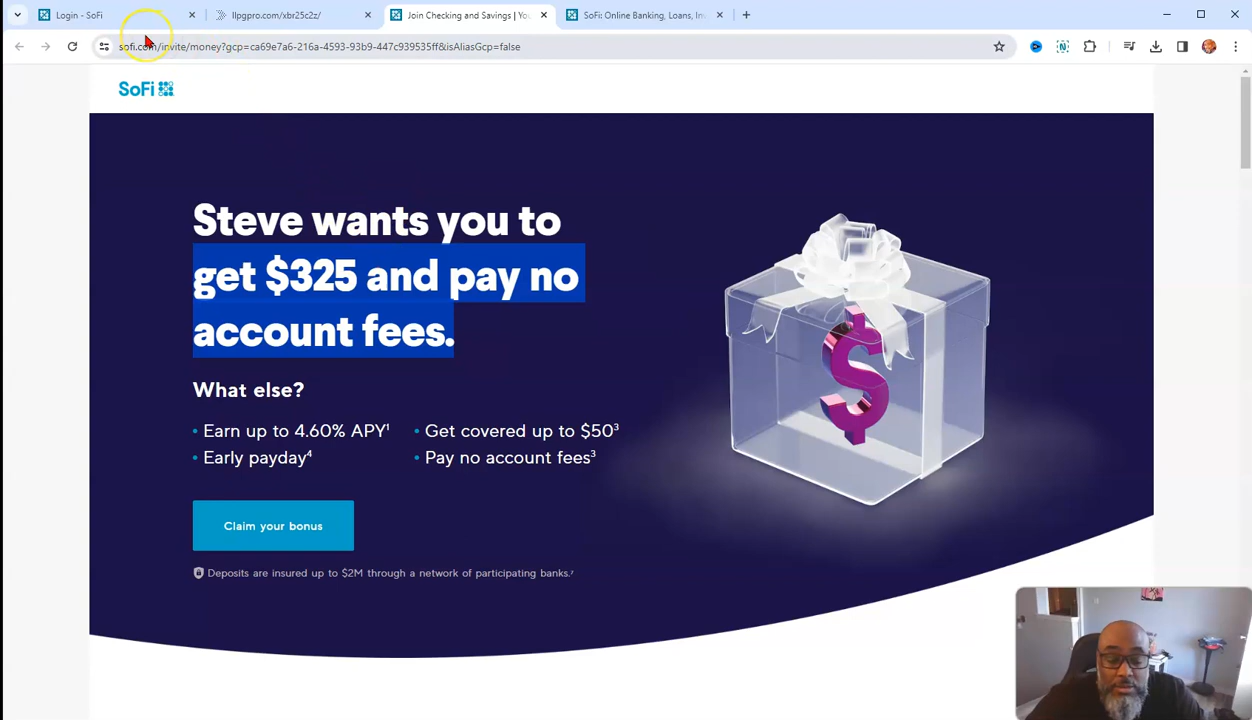 Login - SoFi
llpgpro.com/xbr25c2z/
Join Checking and Savings. You
SoFi: Online Banking, Loans, Inv
sofi.com/invite/money?gcp=ca69e7a6-216a-4593-93b9-447c939535ff&isAliasGcp=false
SoFi
Steve wants you to
get $325 and pay no
account fees.
What else?
Earn up to 4.60% APY¹
Get covered up to $50³
Early payday⁴
Pay no account fees³
Claim your bonus
Deposits are insured up to $2M through a network of participating banks.⁷